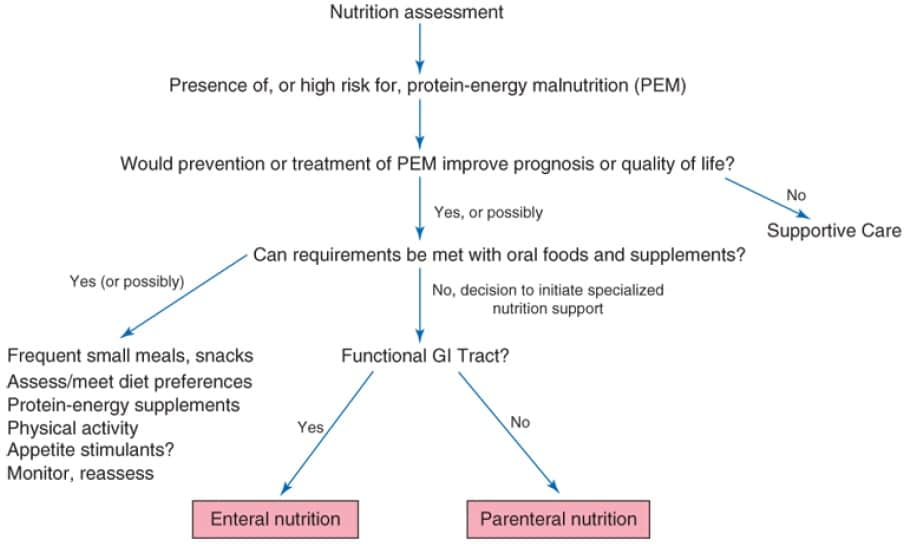 Nutrition assessment
Presence of, or high risk for, protein-energy malnutrition (PEM)
Would prevention or treatment of PEM improve prognosis or quality of life?
No
Yes, or possibly
Supportive Care
Can requirements be met with oral foods and supplements?
Yes (or possibly)
No, decision to initiate specialized
nutrition support
Frequent small meals, snacks
Assess/meet diet preferences
Protein-energy supplements
Physical activity
Appetite stimulants?
Monitor, reassess
Functional GI Tract?
Yes
No
Enteral nutrition
Parenteral nutrition